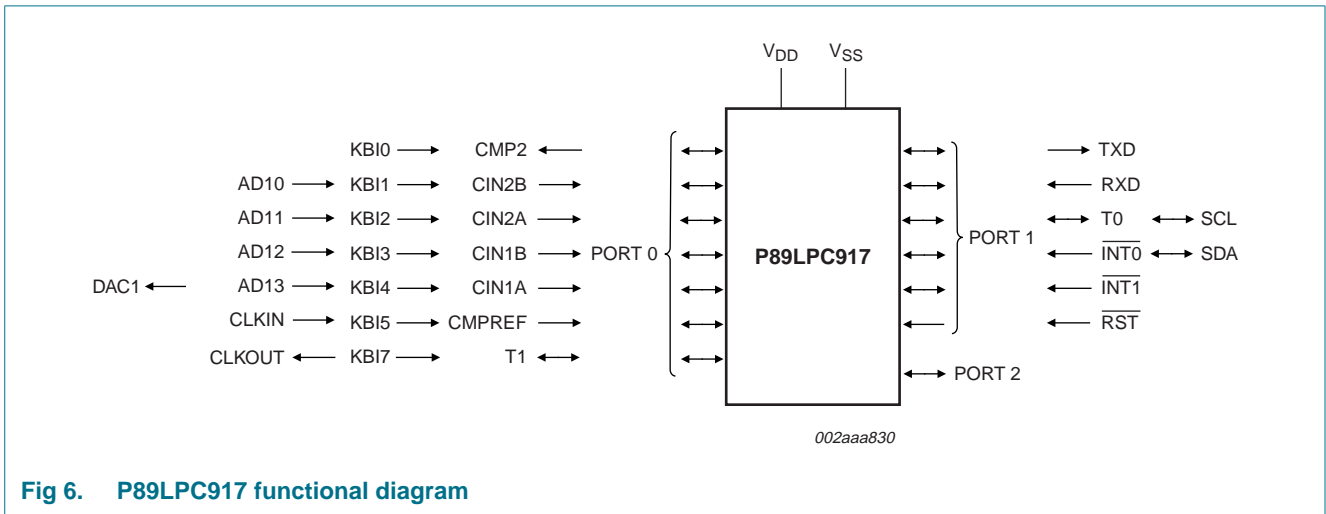 VDD VSS
KBI0 CMP2 TXD
AD10 KBI1 CIN2B RXD
AD11 KBI2 CIN2A T0 SCL
PORT 1
AD12 KBI3 CIN1B PORT 0 P89LPC917 INT0 SDA
DAC1 AD13 KBI4 CIN1A INT1
CLKIN KBI5 CMPREF RST
CLKOUT KBI7 T1
PORT 2
002aaa830
Fig 6. P89LPC917 functional diagram